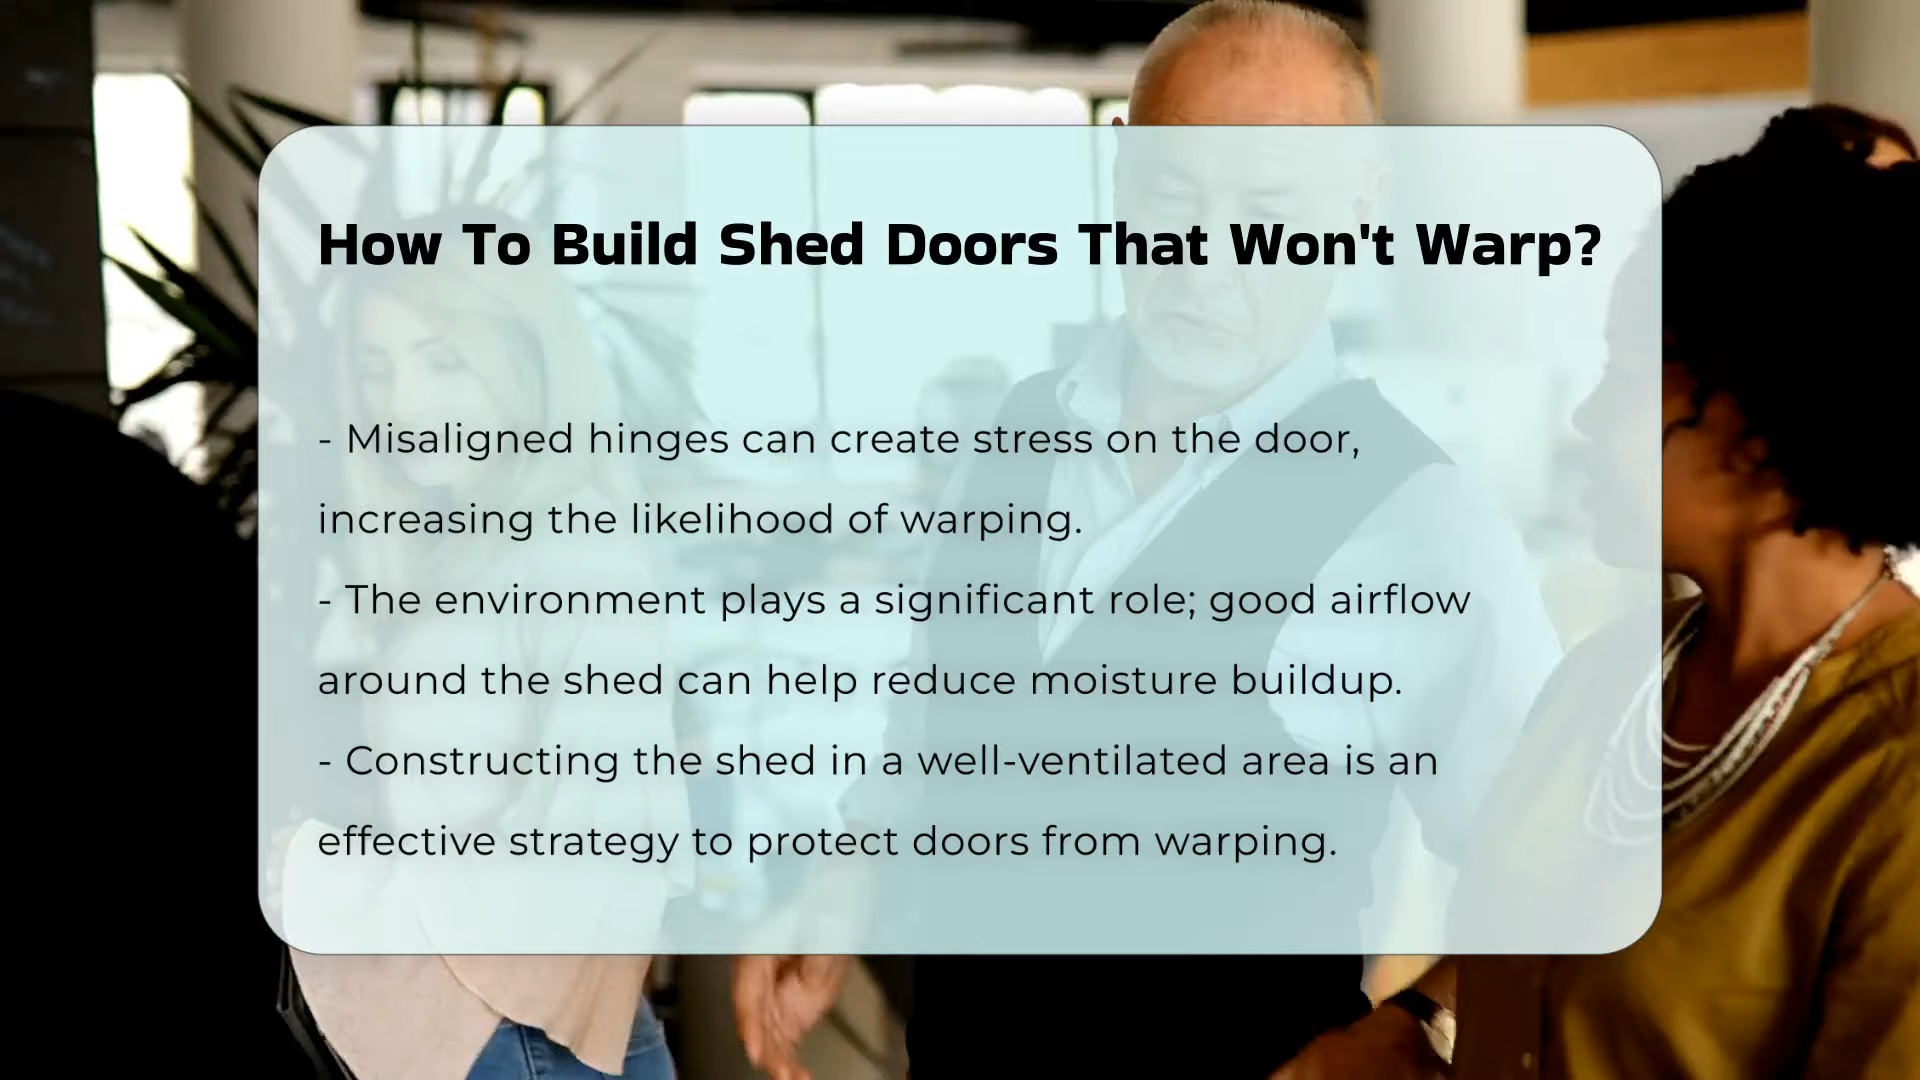 How To Build Shed Doors That Won't Warp?
- Misaligned hinges can create stress on the door,
increasing the likelihood of warping.
- The environment plays a significant role; good airflow
around the shed can help reduce moisture buildup.
- Constructing the shed in a well-ventilated area is an
effective strategy to protect doors from warping.